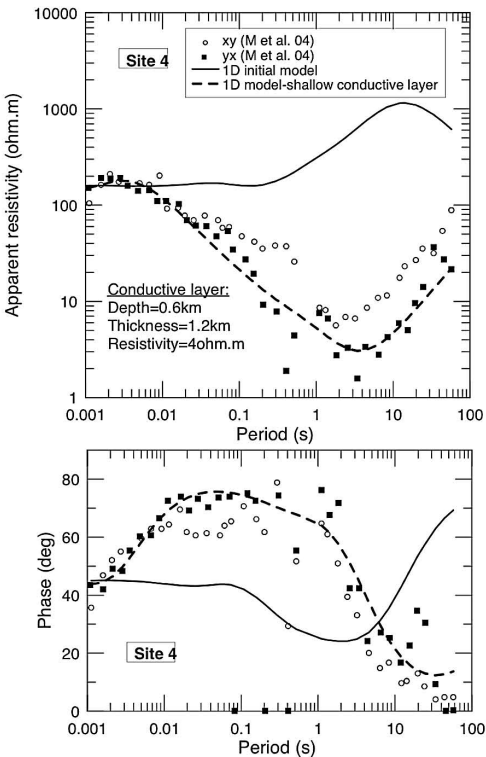 10000
1000
100
10
1
Apparent resistivity (ohm.m)
Site 4
xy (M et al. 04)
yx (M et al. 04)
1D initial model
1D model-shallow conductive layer
Conductive layer:
Depth=0.6km
Thickness=1.2km
Resistivity=4ohm.m
0.001 0.01 0.1 1 10 100
Period (s)
80
60
40
20
0
Phase (deg)
Site 4
0.001 0.01 0.1 1 10 100
Period (s)